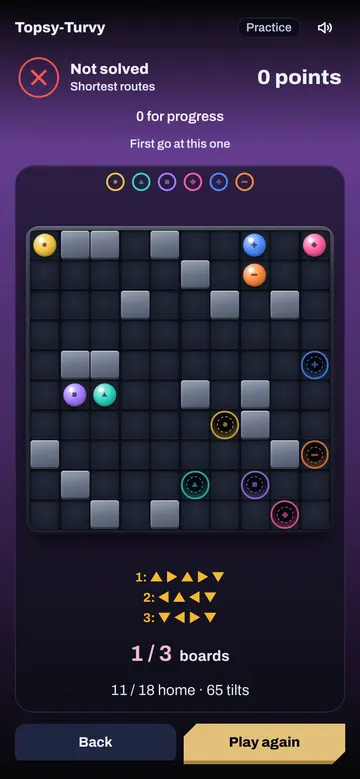 Topsy-Turvy
Practice
Not solved
Shortest routes
0 points
0 for progress
First go at this one
1: ▲ ▶ ▲ ▶ ▼
2: ◀ ▲ ◀ ▼
3: ▼ ◀ ▶ ▼
1 / 3 boards
11 / 18 home · 65 tilts
Back
Play again